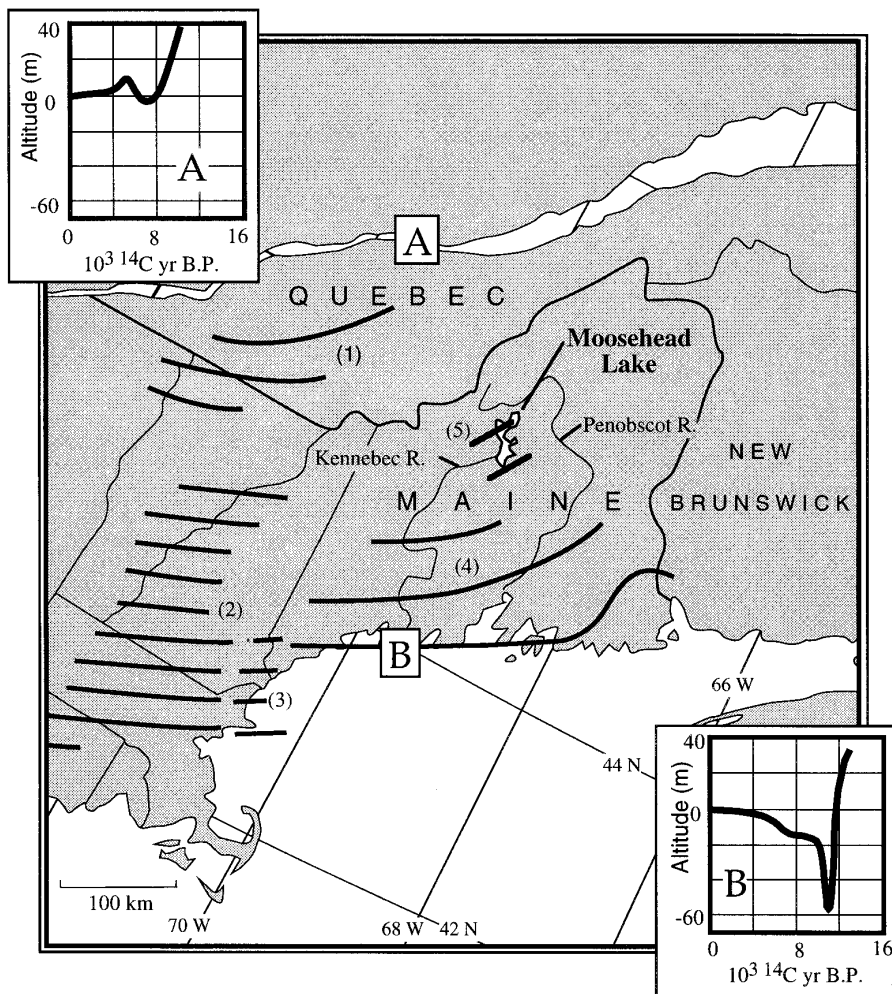 40
0
-60
Altitude (m)
A
0 8 16
10³ ¹⁴C yr B.P.
A
QUEBEC
(1)
Moosehead
Lake
(5)
Penobscot R.
Kennebec R.
NEW
MAINE
BRUNSWICK
(4)
(2)
B
(3)
66 W
44 N
100 km
70 W
68 W
42 N
40
0
-60
Altitude (m)
B
0 8 16
10³ ¹⁴C yr B.P.